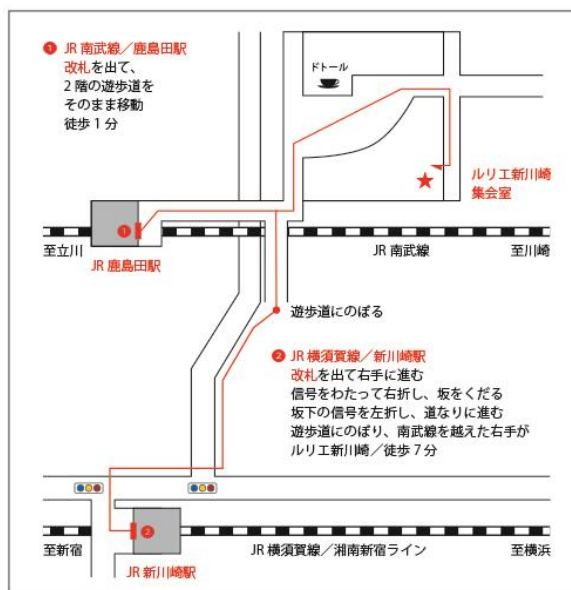 ❶ JR 南武線／鹿島田駅
改札を出て、
2 階の遊歩道を
そのまま移動
徒歩 1 分
ドトール
ルリエ新川崎
集会室
❶
至立川
JR 南武線
至川崎
JR 鹿島田駅
遊歩道にのぼる
❷ JR 横須賀線／新川崎駅
改札を出て右手に進む
信号をわたって右折し、坂をくだる
坂下の信号を左折し、道なりに進む
遊歩道にのぼり、南武線を越えた右手が
ルリエ新川崎／徒歩 7 分
❷
至新宿
JR 横須賀線／湘南新宿ライン
至横浜
JR 新川崎駅